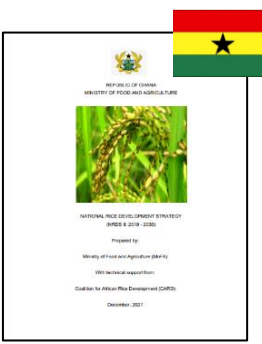 REPUBLIC OF GHANA
MINISTRY OF FOOD AND AGRICULTURE
NATIONAL RICE DEVELOPMENT STRATEGY
(NRDS II: 2019 - 2030)
Prepared by:
Ministry of Food and Agriculture (MoFA)
With technical support from:
Coalition for African Rice Development (CARD)
December, 2021